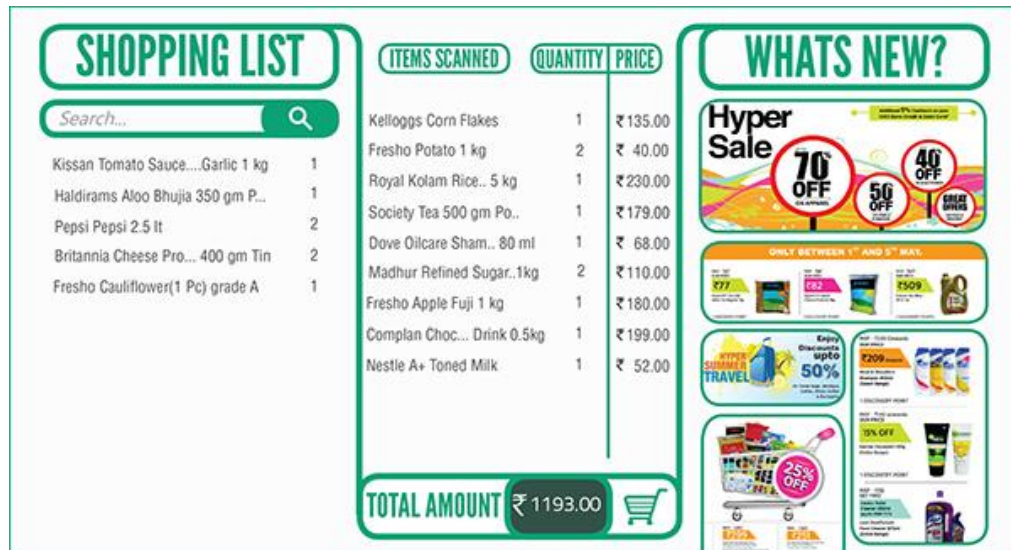 SHOPPING LIST
Search...
Kissan Tomato Sauce....Garlic 1 kg 1
Haldirams Aloo Bhujia 350 gm P... 1
Pepsi Pepsi 2.5 lt 2
Britannia Cheese Pro... 400 gm Tin 2
Fresho Cauliflower(1 Pc) grade A 1
ITEMS SCANNED QUANTITY PRICE
Kelloggs Corn Flakes 1 ₹135.00
Fresho Potato 1 kg 2 ₹ 40.00
Royal Kolam Rice.. 5 kg 1 ₹230.00
Society Tea 500 gm Po.. 1 ₹179.00
Dove Oilcare Sham.. 80 ml 1 ₹ 68.00
Madhur Refined Sugar..1kg 2 ₹110.00
Fresho Apple Fuji 1 kg 1 ₹180.00
Complan Choc... Drink 0.5kg 1 ₹199.00
Nestle A+ Toned Milk 1 ₹ 52.00
TOTAL AMOUNT ₹ 1193.00
WHATS NEW?
Hyper
Sale
70% OFF
ON APPAREL
50 OFF
40% OFF
GREAT OFFERS
ONLY BETWEEN 1ST AND 5TH MAY.
₹77
₹82
₹509
HYPER
SUMMER
TRAVEL
Enjoy
Discounts
upto
50%
₹209
15% OFF
25%
OFF